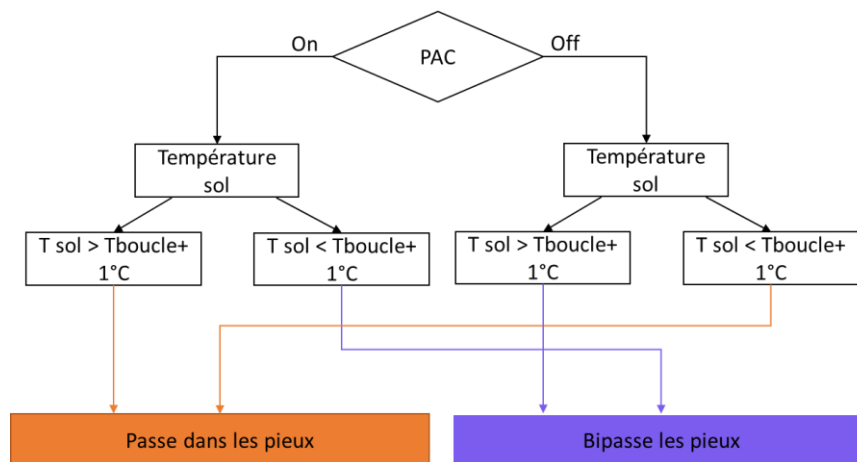 On
PAC
Off
Température
sol
Température
sol
T sol > Tboucle+
1°C
T sol < Tboucle+
1°C
T sol > Tboucle+
1°C
T sol < Tboucle+
1°C
Passe dans les pieux
Bipasse les pieux